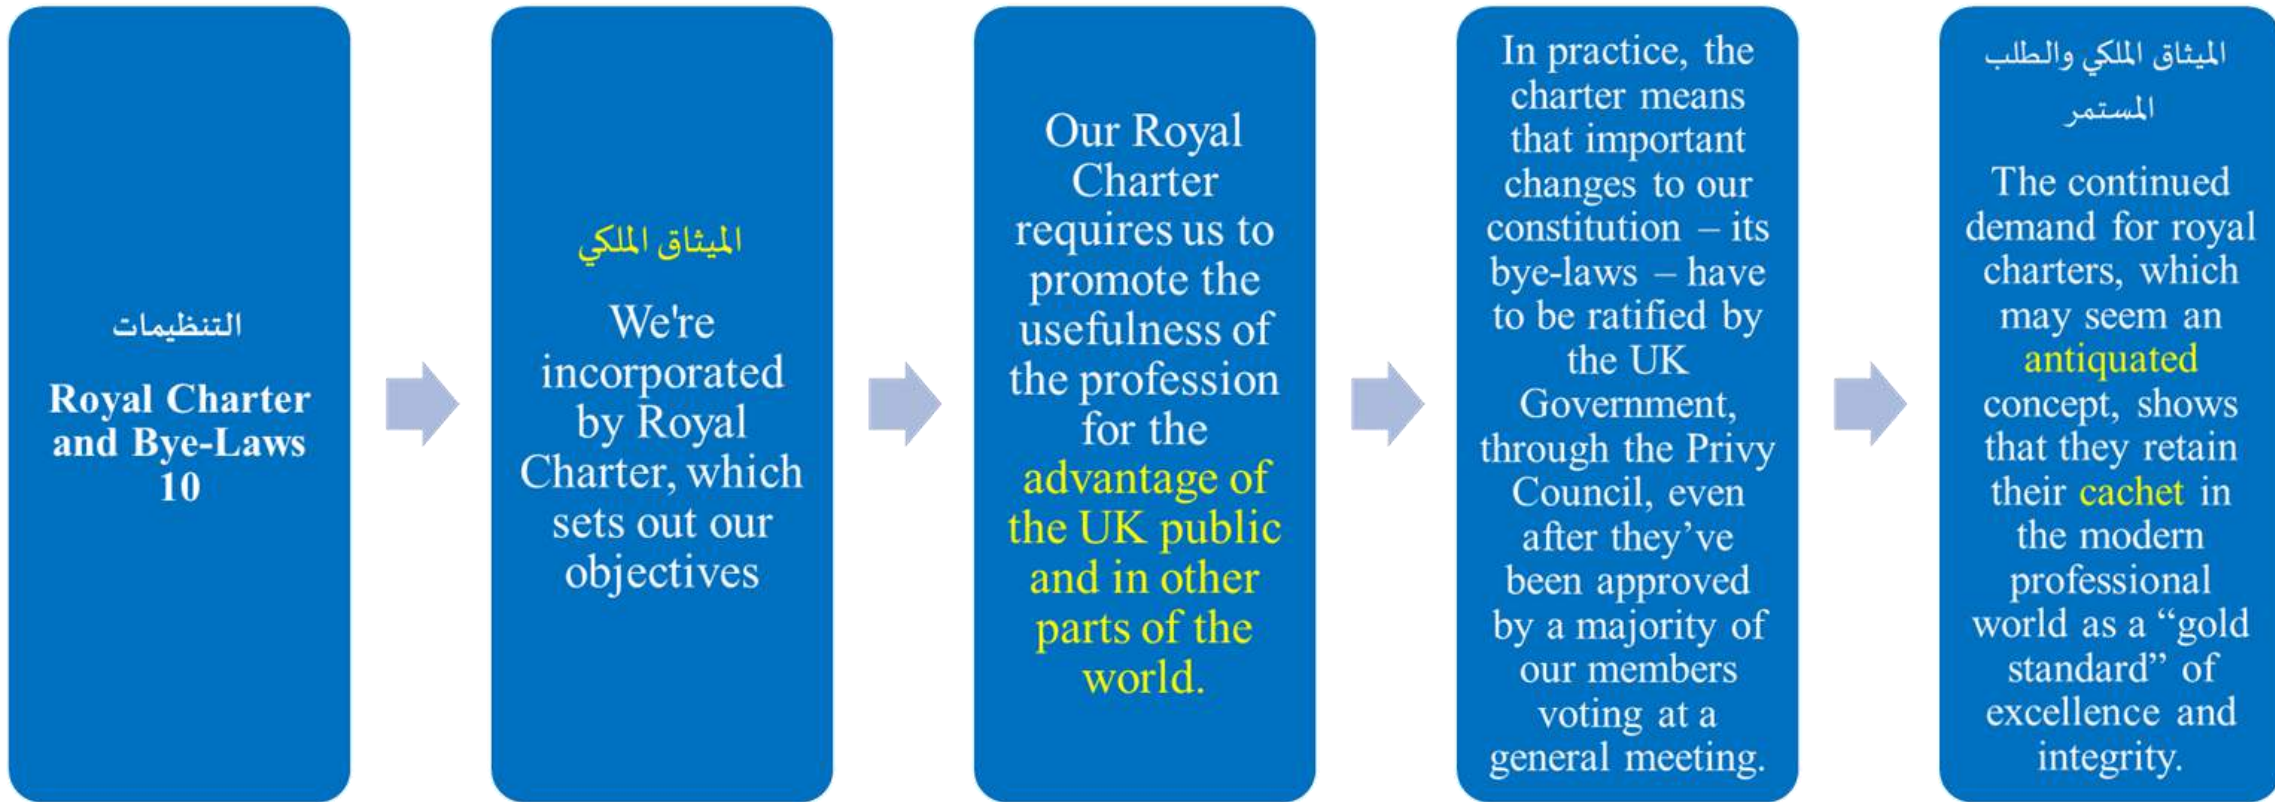 التنظيمات
Royal Charter
and Bye-Laws
10
الميثاق الملكي
We're
incorporated
by Royal
Charter, which
sets out our
objectives
Our Royal
Charter
requires us to
promote the
usefulness of
the profession
for the
advantage of
the UK public
and in other
parts of the
world.
In practice, the
charter means
that important
changes to our
constitution – its
bye-laws – have
to be ratified by
the UK
Government,
through the Privy
Council, even
after they’ve
been approved
by a majority of
our members
voting at a
general meeting.
الميثاق الملكي والطلب
المستمر
The continued
demand for royal
charters, which
may seem an
antiquated
concept, shows
that they retain
their cachet in
the modern
professional
world as a “gold
standard” of
excellence and
integrity.